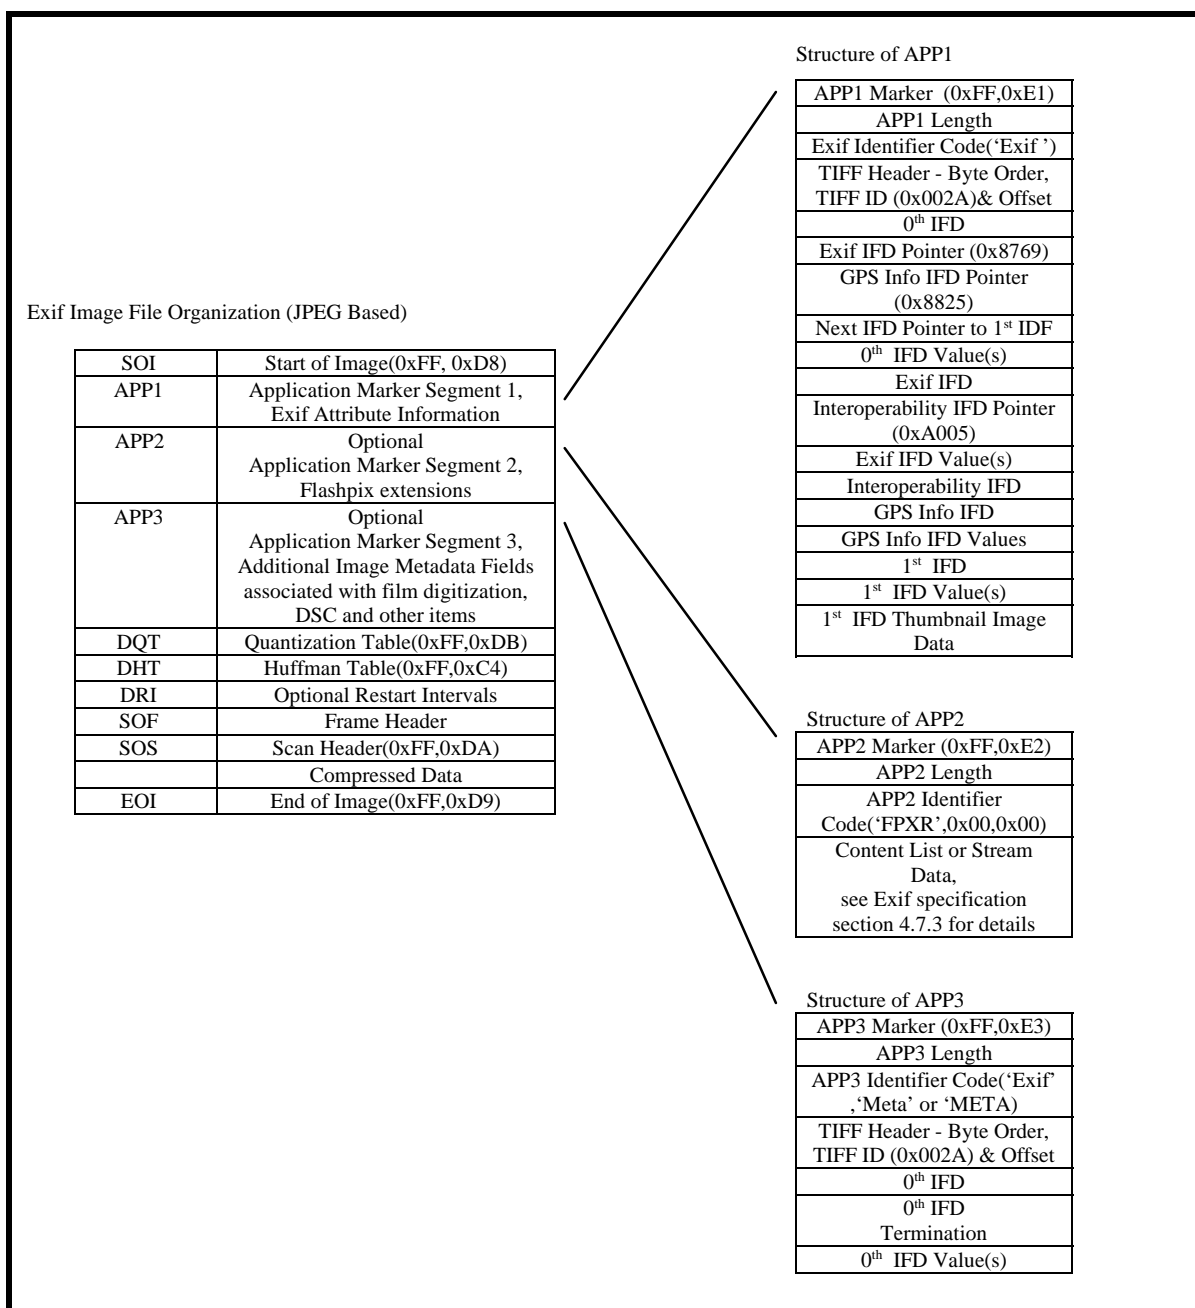 Structure of APP1
APP1 Marker  (0xFF,0xE1)
APP1 Length
Exif Identifier Code(‘Exif ’)
TIFF Header - Byte Order,
TIFF ID (0x002A)& Offset
0th IFD
Exif IFD Pointer (0x8769)
GPS Info IFD Pointer
(0x8825)
Next IFD Pointer to 1st IDF
0th  IFD Value(s)
Exif IFD
Interoperability IFD Pointer
(0xA005)
Exif IFD Value(s)
Interoperability IFD
GPS Info IFD
GPS Info IFD Values
1st  IFD
1st  IFD Value(s)
1st  IFD Thumbnail Image
Data
Exif Image File Organization (JPEG Based)
SOI Start of Image(0xFF, 0xD8)
APP1 Application Marker Segment 1,
Exif Attribute Information
APP2 Optional
Application Marker Segment 2,
Flashpix extensions
APP3 Optional
Application Marker Segment 3,
Additional Image Metadata Fields
associated with film digitization,
DSC and other items
DQT Quantization Table(0xFF,0xDB)
DHT Huffman Table(0xFF,0xC4)
DRI Optional Restart Intervals
SOF Frame Header
SOS Scan Header(0xFF,0xDA)
Compressed Data
EOI End of Image(0xFF,0xD9)
Structure of APP2
APP2 Marker (0xFF,0xE2)
APP2 Length
APP2 Identifier
Code(‘FPXR’,0x00,0x00)
Content List or Stream
Data,
see Exif specification
section 4.7.3 for details
Structure of APP3
APP3 Marker (0xFF,0xE3)
APP3 Length
APP3 Identifier Code(‘Exif’
,‘Meta’ or ‘META)
TIFF Header - Byte Order,
TIFF ID (0x002A) & Offset
0th IFD
0th IFD
Termination
0th  IFD Value(s)